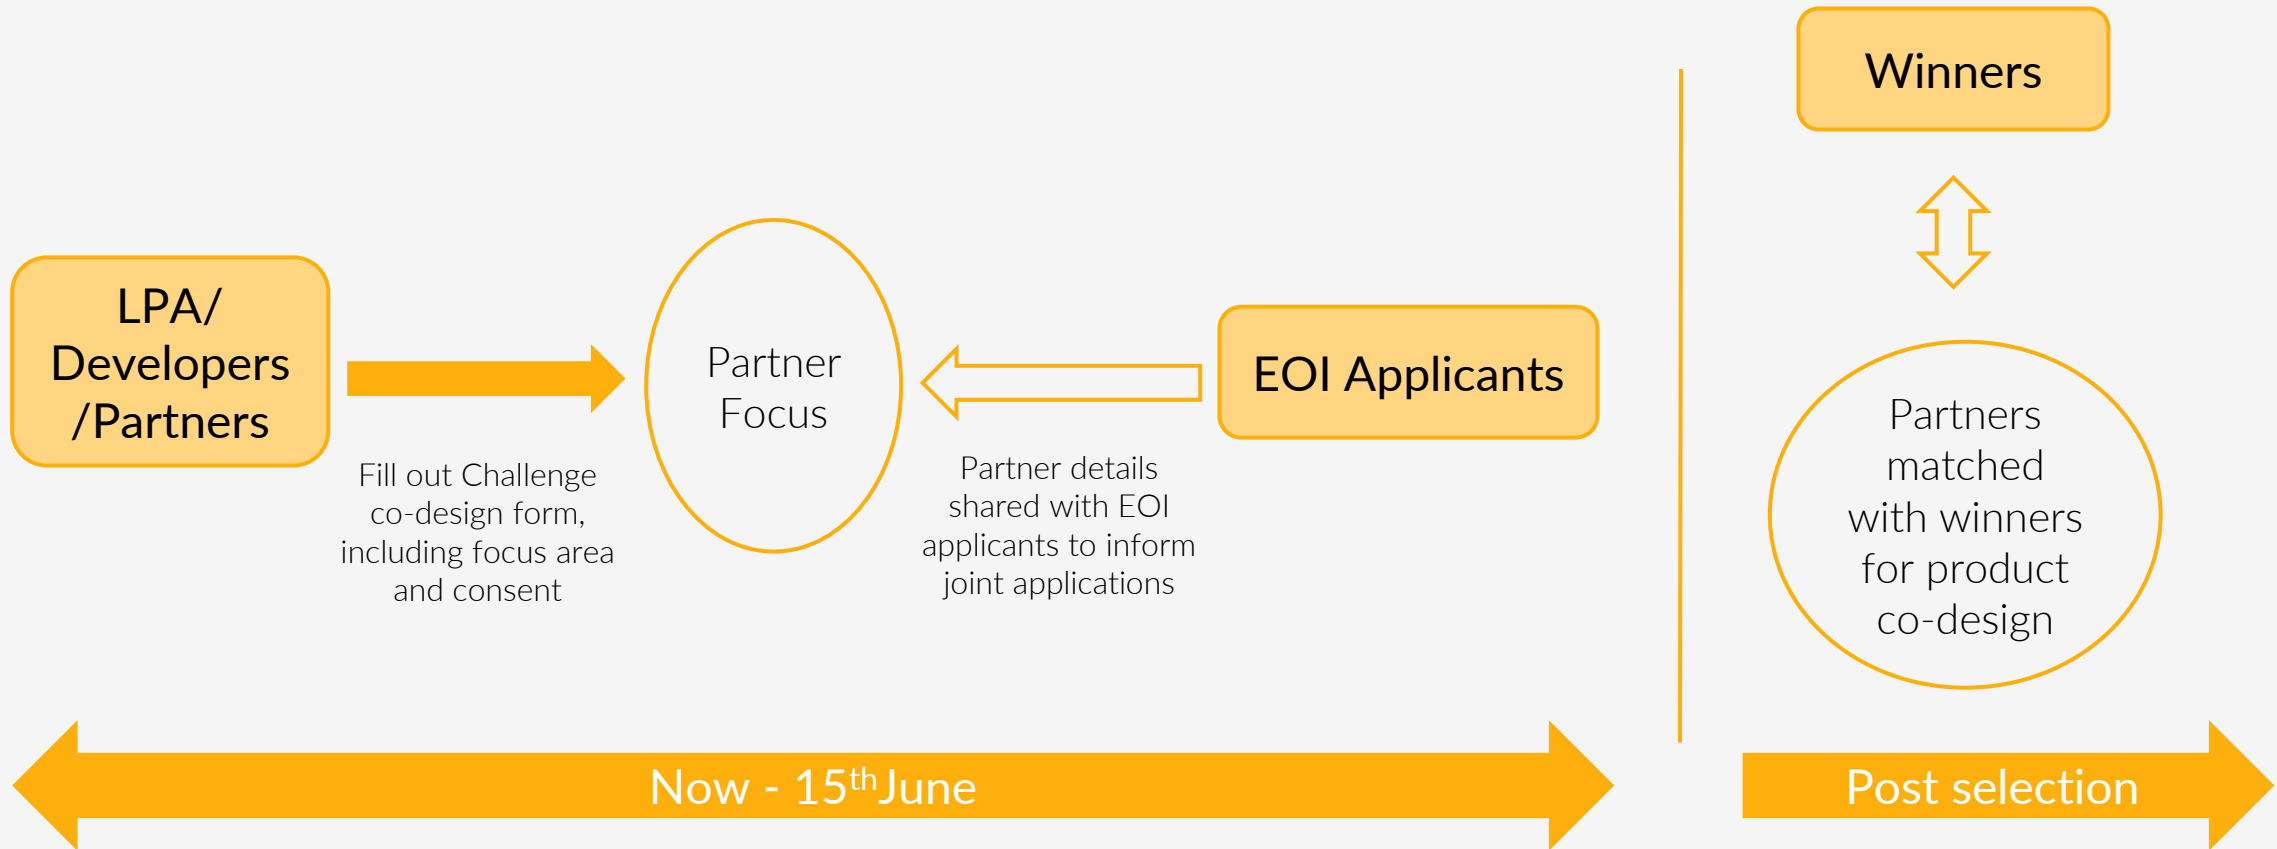 LPA/
Developers
/Partners
Fill out Challenge
co-design form,
including focus area
and consent
Partner
Focus
Partner details
shared with EOI
applicants to inform
joint applications
EOI Applicants
Now - 15thJune
Winners
Partners
matched
with winners
for product
co-design
Post selection